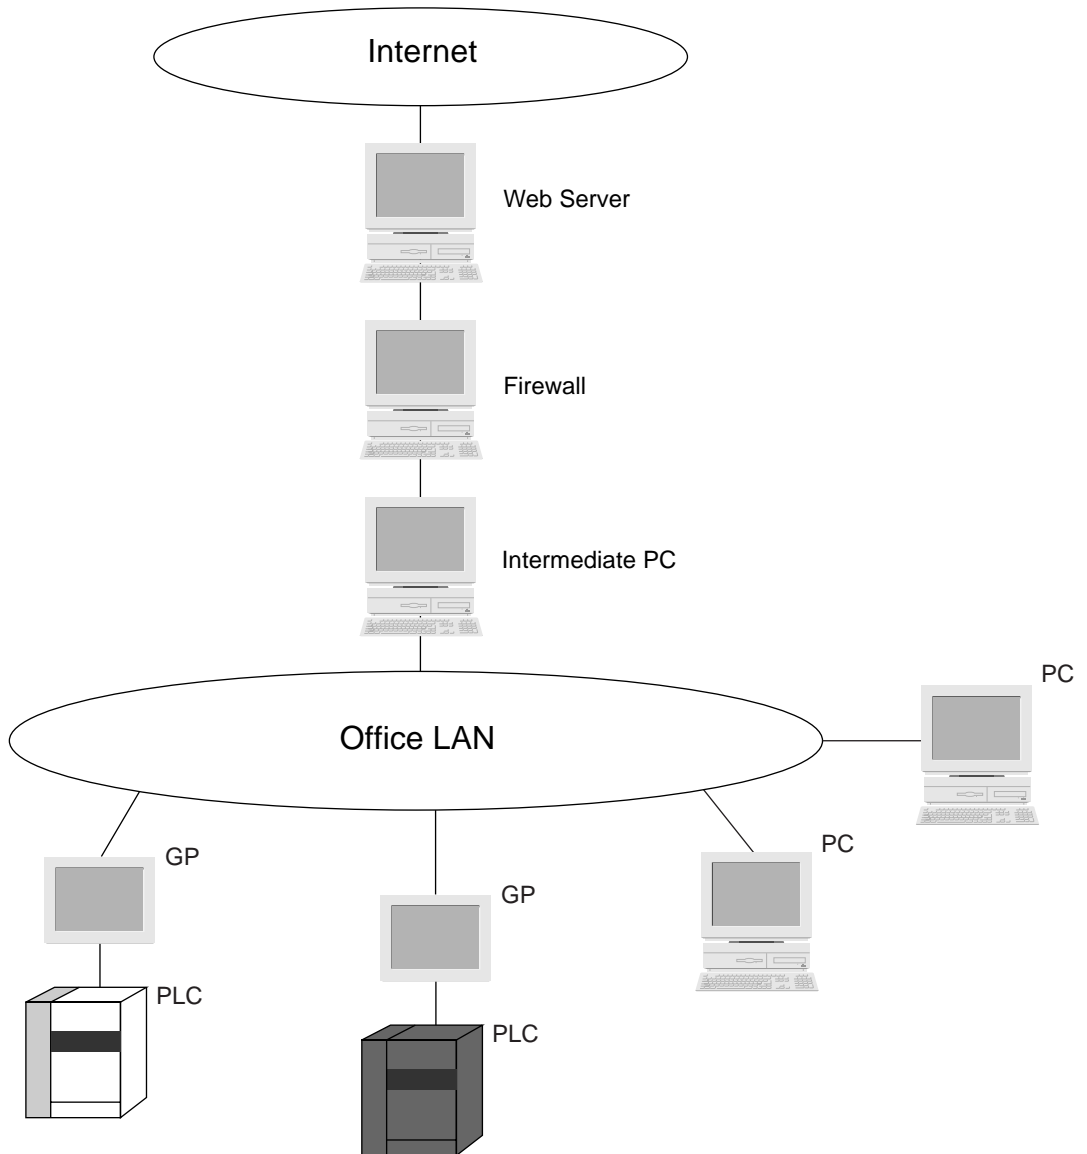 Internet
Web Server
Firewall
Intermediate PC
PC
Office LAN
PC
GP
GP
PLC
PLC